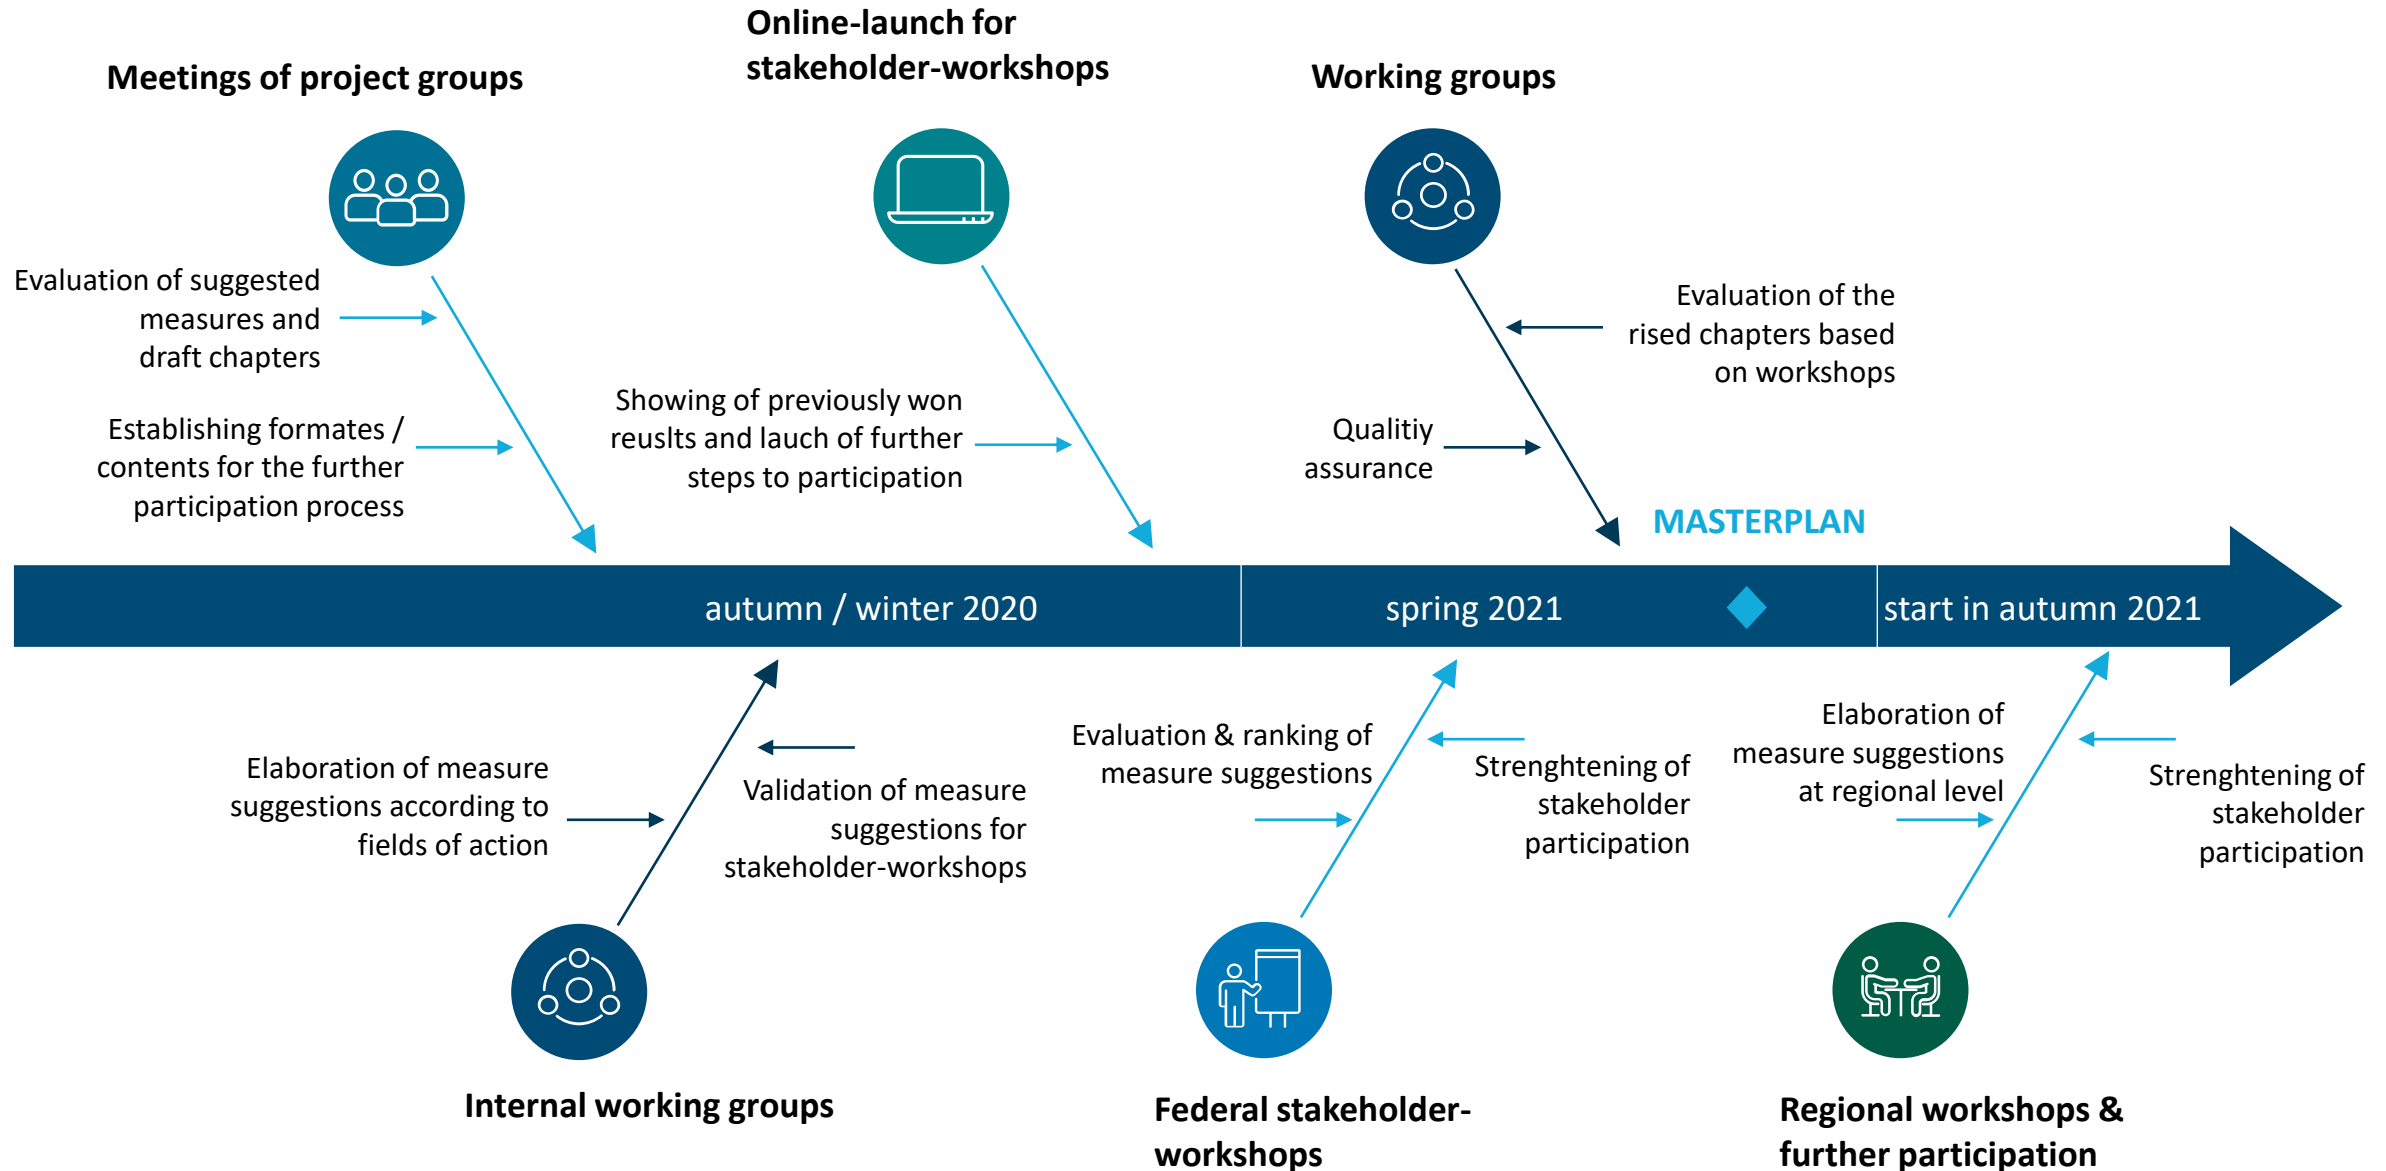 Online-launch for
stakeholder-workshops
Meetings of project groups
Working groups
Evaluation of suggested
measures and
draft chapters
Establishing formates /
contents for the further
participation process
Showing of previously won
reuslts and lauch of further
steps to participation
Evaluation of the
rised chapters based
on workshops
Qualitiy
assurance
MASTERPLAN
autumn / winter 2020
spring 2021
start in autumn 2021
Elaboration of measure
suggestions according to
fields of action
Validation of measure
suggestions for
stakeholder-workshops
Evaluation & ranking of
measure suggestions
Strenghtening of
stakeholder
participation
Elaboration of
measure suggestions
at regional level
Strenghtening of
stakeholder
participation
Internal working groups
Federal stakeholder-
workshops
Regional workshops &
further participation